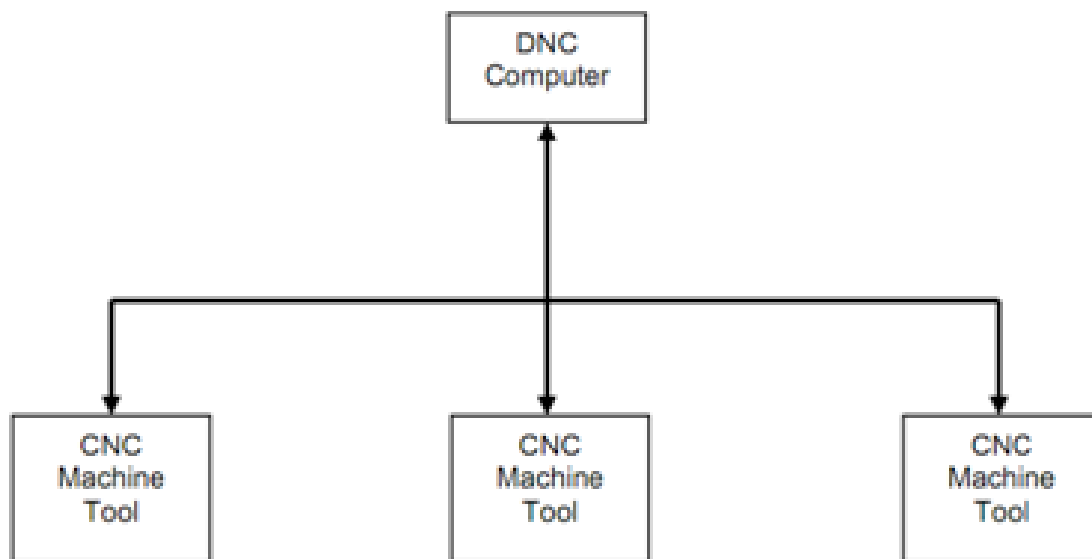 DNC
Computer
CNC
Machine
Tool
CNC
Machine
Tool
CNC
Machine
Tool